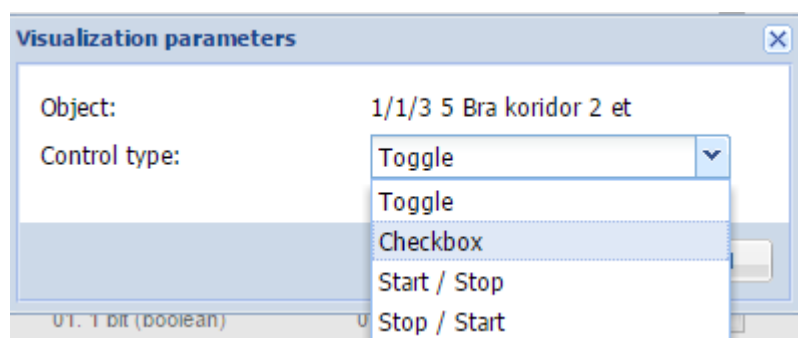 Visualization parameters
Object: 1/1/3 5 Bra koridor 2 et
Control type: Toggle
Toggle
Checkbox
Start / Stop
01. 1 bit (boolean) 0
Stop / Start